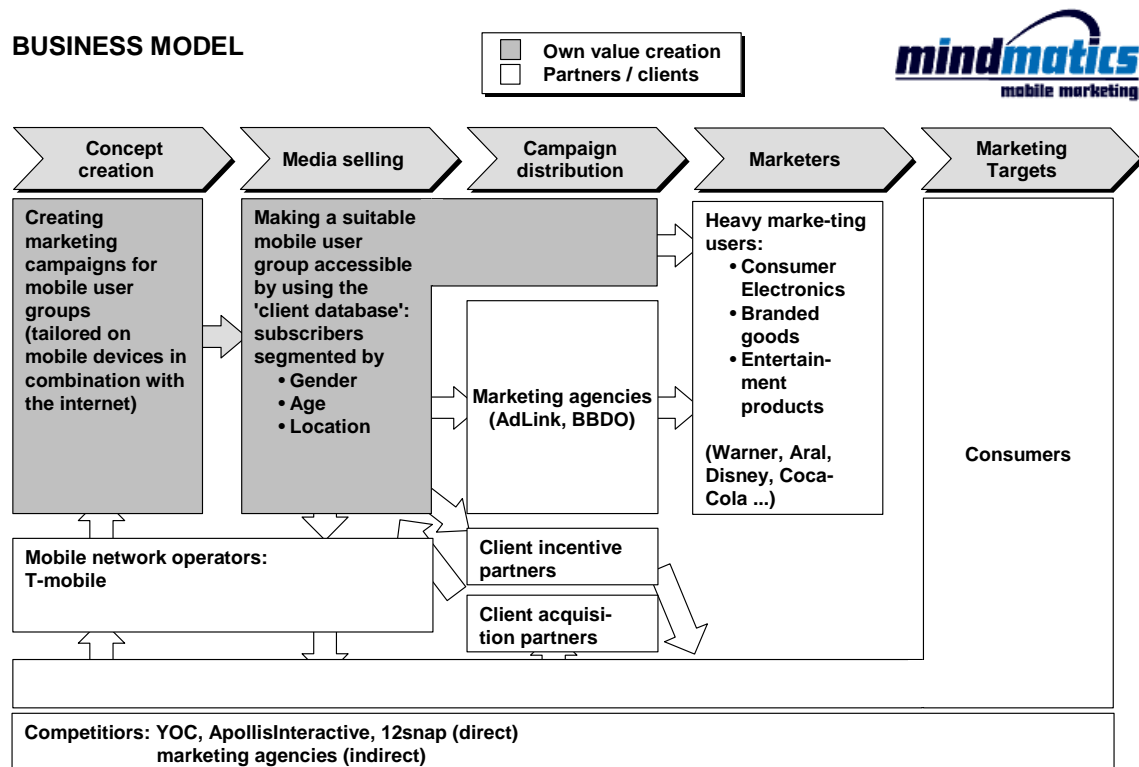 BUSINESS MODEL
Own value creation
Partners / clients
mindmatics
mobile marketing
Concept
creation
Media selling
Campaign
distribution
Marketers
Marketing
Targets
Creating
marketing
campaigns for
mobile user
groups
(tailored on
mobile devices in
combination with
the internet)
Making a suitable
mobile user
group accessible
by using the
'client database':
subscribers
segmented by
• Gender
• Age
• Location
Marketing agencies
(AdLink, BBDO)
Heavy marke-ting
users:
• Consumer
Electronics
• Branded
goods
• Entertain-
ment
products
(Warner, Aral,
Disney, Coca-
Cola ...)
Consumers
Mobile network operators:
T-mobile
Client incentive
partners
Client acquisi-
tion partners
Competitiors: YOC, ApollisInteractive, 12snap (direct)
marketing agencies (indirect)